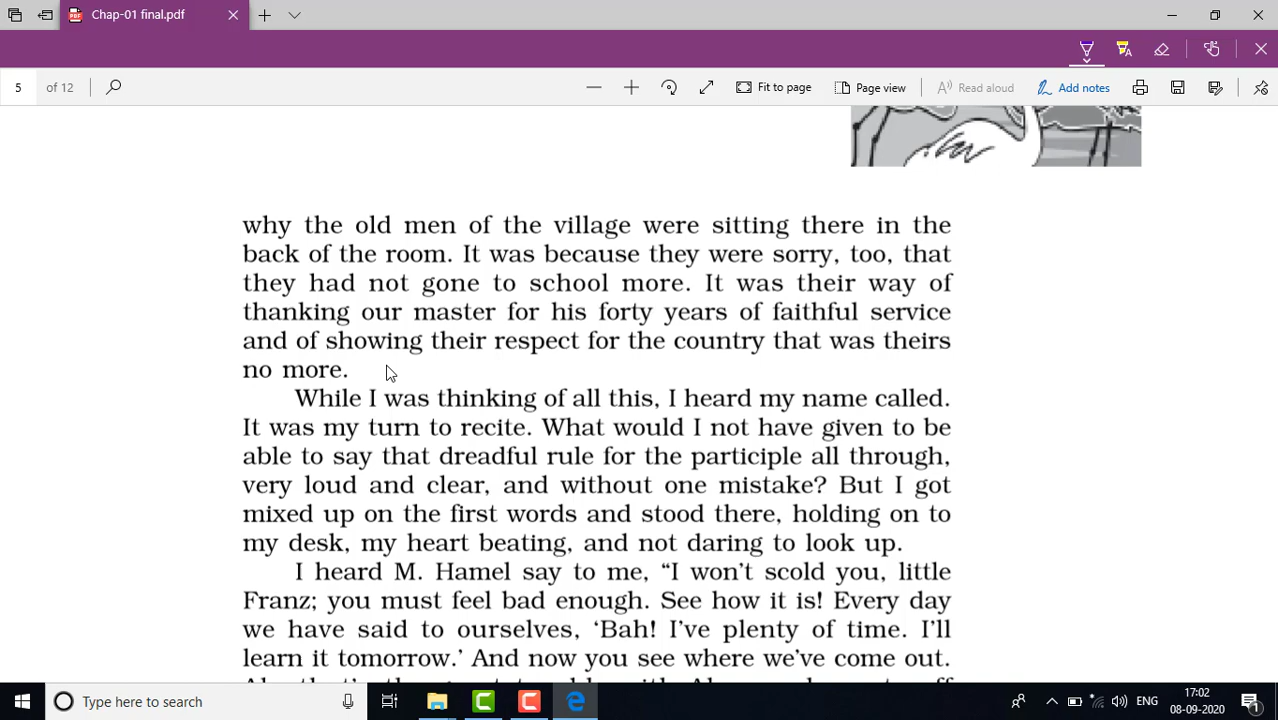 Chap-01 final.pdf
5 of 12
Fit to page
Page view
Read aloud
Add notes
why the old men of the village were sitting there in the
back of the room. It was because they were sorry, too, that
they had not gone to school more. It was their way of
thanking our master for his forty years of faithful service
and of showing their respect for the country that was theirs
no more.
While I was thinking of all this, I heard my name called.
It was my turn to recite. What would I not have given to be
able to say that dreadful rule for the participle all through,
very loud and clear, and without one mistake? But I got
mixed up on the first words and stood there, holding on to
my desk, my heart beating, and not daring to look up.
I heard M. Hamel say to me, “I won’t scold you, little
Franz; you must feel bad enough. See how it is! Every day
we have said to ourselves, ‘Bah! I’ve plenty of time. I’ll
learn it tomorrow.’ And now you see where we’ve come out.
Type here to search
ENG
17:02
08-09-2020